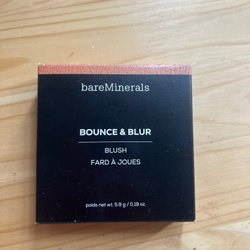 bareMinerals
BOUNCE & BLUR
BLUSH
FARD À JOUES
poids net wt. 5.9 g / 0.19 oz.